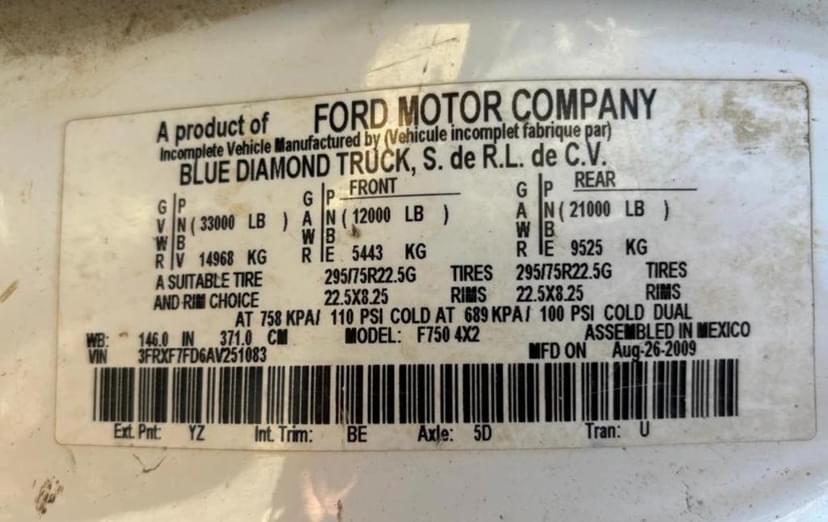 A product of FORD MOTOR COMPANY
Incomplete Vehicle Manufactured by (Vehicule incomplet fabrique par)
BLUE DIAMOND TRUCK, S. de R.L. de C.V.
FRONT REAR
G P G P G P
V N ( 33000 LB ) A N ( 12000 LB ) A N ( 21000 LB )
W B W B W B
R V 14968 KG R E 5443 KG R E 9525 KG
A SUITABLE TIRE 295/75R22.5G TIRES 295/75R22.5G TIRES
AND RIM CHOICE 22.5X8.25 RIMS 22.5X8.25 RIMS
AT 758 KPA/ 110 PSI COLD AT 689 KPA/ 100 PSI COLD DUAL
WB: 146.0 IN 371.0 CM MODEL: F750 4X2 ASSEMBLED IN MEXICO
VIN 3FRXF7FD6AV251083 MFD ON Aug-26-2009
Ext. Pnt: YZ Int. Trim: BE Axle: 5D Tran: U